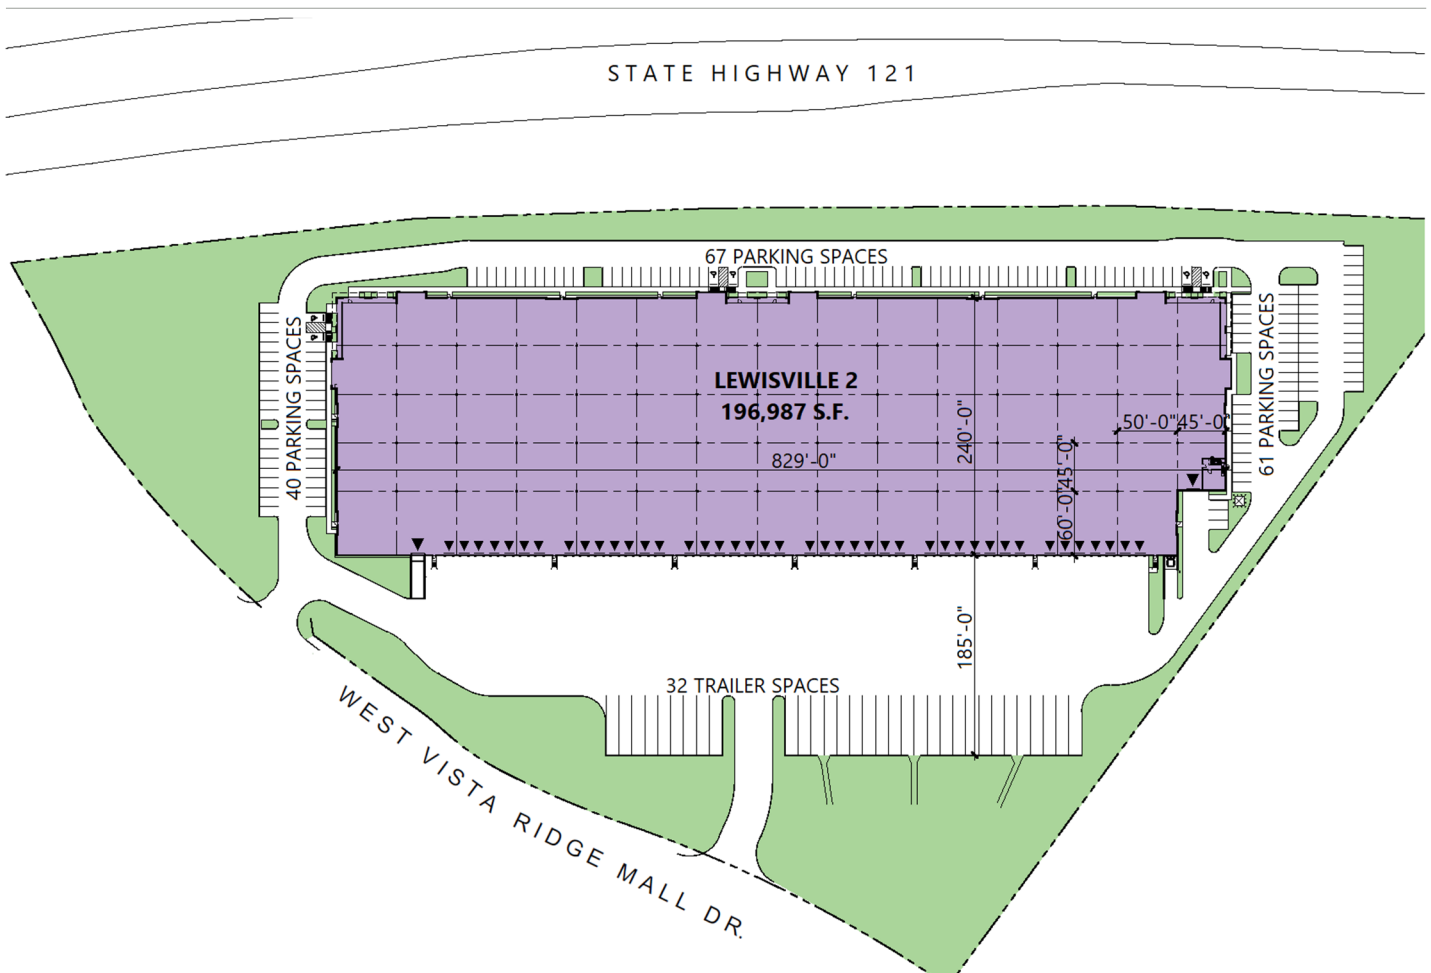 STATE HIGHWAY 121
67 PARKING SPACES
40 PARKING SPACES
61 PARKING SPACES
LEWISVILLE 2
196,987 S.F.
240'-0"
50'-0"
45'-0"
829'-0"
45'-0"
60'-0"
185'-0"
32 TRAILER SPACES
WEST VISTA RIDGE MALL DR.